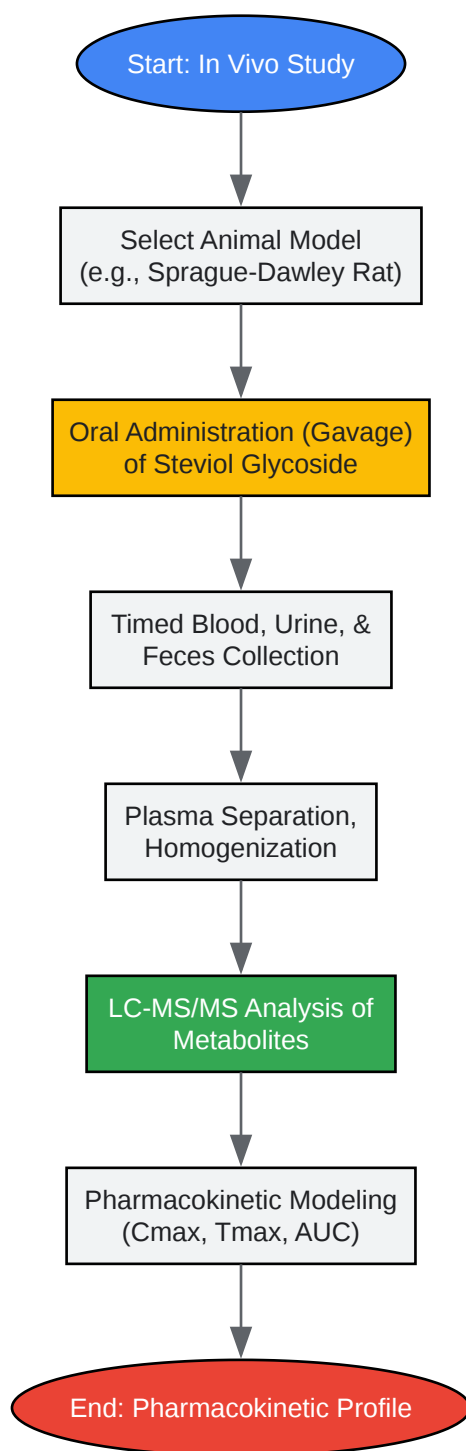 Start: In Vivo Study
Select Animal Model
(e.g., Sprague-Dawley Rat)
Oral Administration (Gavage)
of Steviol Glycoside
Timed Blood, Urine, &
Feces Collection
Plasma Separation,
Homogenization
LC-MS/MS Analysis of
Metabolites
Pharmacokinetic Modeling
(Cmax, Tmax, AUC)
End: Pharmacokinetic Profile